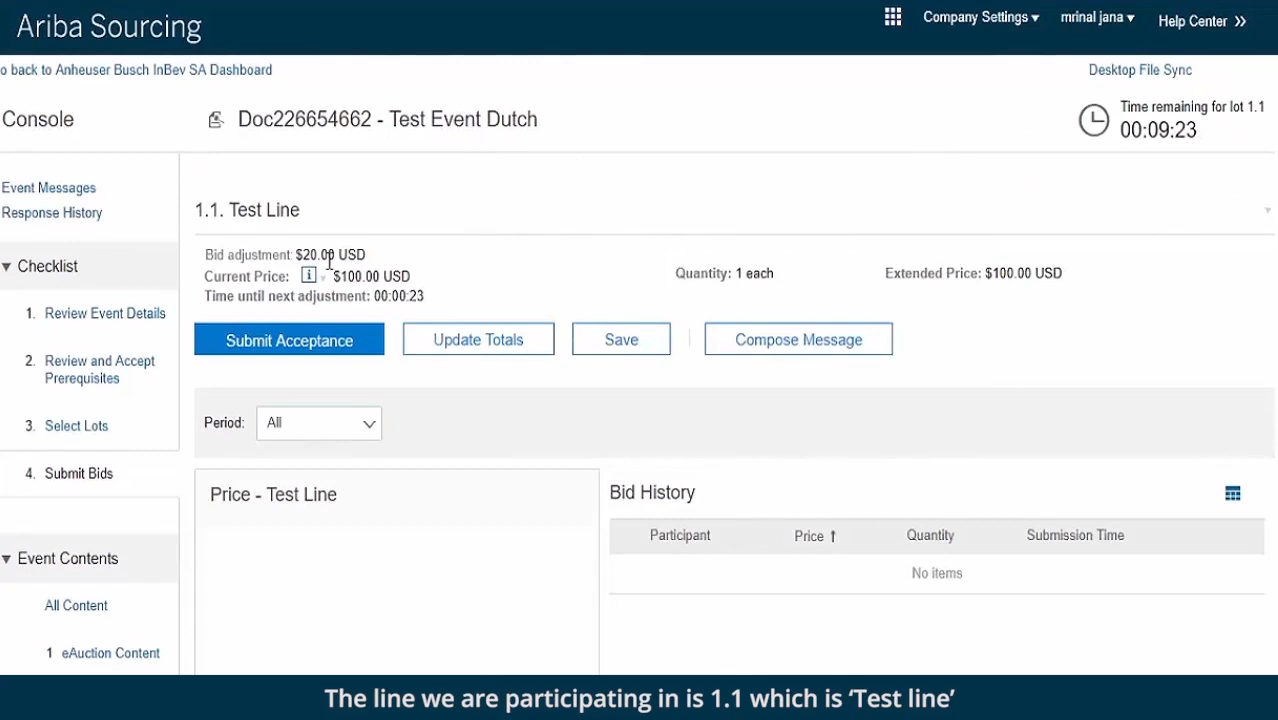 Ariba Sourcing
Company Settings
mrinal jana
Help Center »
o back to Anheuser Busch InBev SA Dashboard
Desktop File Sync
Console
Doc226654662 - Test Event Dutch
Time remaining for lot 1.1
00:09:23
Event Messages
Response History
Checklist
1. Review Event Details
2. Review and Accept
Prerequisites
3. Select Lots
4. Submit Bids
Event Contents
All Content
1 eAuction Content
1.1. Test Line
Bid adjustment: $20.00 USD
Current Price: i $100.00 USD
Time until next adjustment: 00:00:23
Quantity: 1 each
Extended Price: $100.00 USD
Submit Acceptance
Update Totals
Save
Compose Message
Period: All
Price - Test Line
Bid History
Participant Price ↑ Quantity Submission Time
No items
The line we are participating in is 1.1 which is ‘Test line’